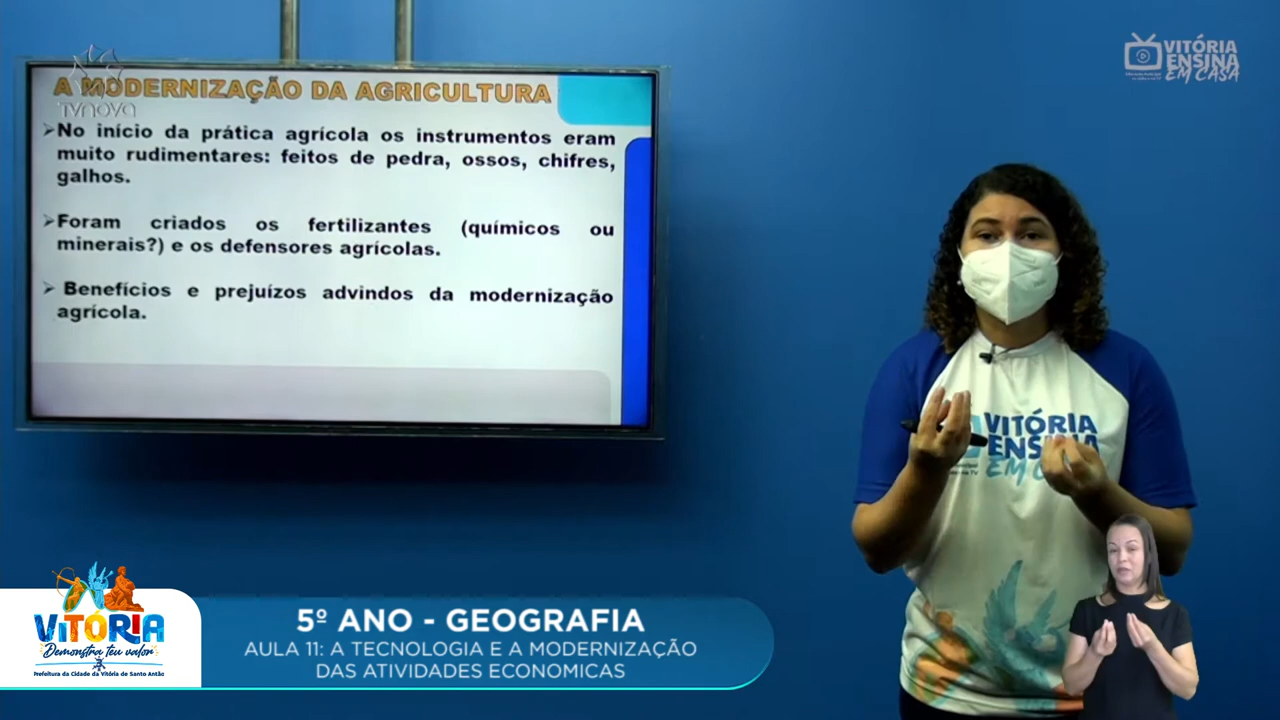 A MODERNIZAÇÃO DA AGRICULTURA
TVNOVA
➢No início da prática agrícola os instrumentos eram
muito rudimentares: feitos de pedra, ossos, chifres,
galhos.
➢Foram criados os fertilizantes (químicos ou
minerais?) e os defensores agrícolas.
➢ Benefícios e prejuízos advindos da modernização
agrícola.
VITÓRIA
ENSINA
EM CASA
VITÓRIA
ENSINA
EM
VITÓRIA
Demonstra teu valor
Prefeitura da Cidade da Vitória de Santo Antão
5º ANO - GEOGRAFIA
AULA 11: A TECNOLOGIA E A MODERNIZAÇÃO
DAS ATIVIDADES ECONOMICAS